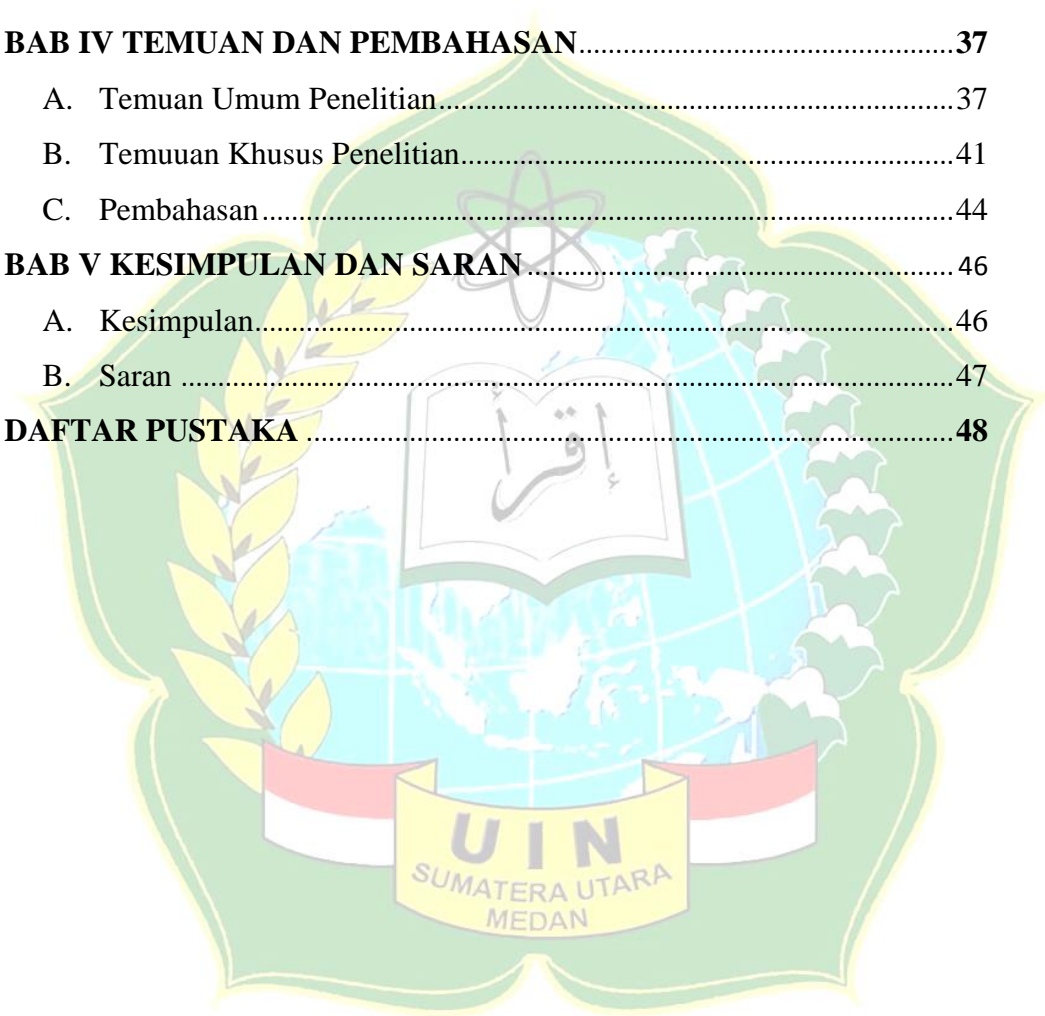 BAB IV TEMUAN DAN PEMBAHASAN....................................................37
A. Temuan Umum Penelitian........................................................................37
B. Temuuan Khusus Penelitian.....................................................................41
C. Pembahasan..............................................................................................44
BAB V KESIMPULAN DAN SARAN...........................................................46
A. Kesimpulan...............................................................................................46
B. Saran ........................................................................................................47
DAFTAR PUSTAKA .......................................................................................48
إقرأ
UIN
SUMATERA UTARA
MEDAN